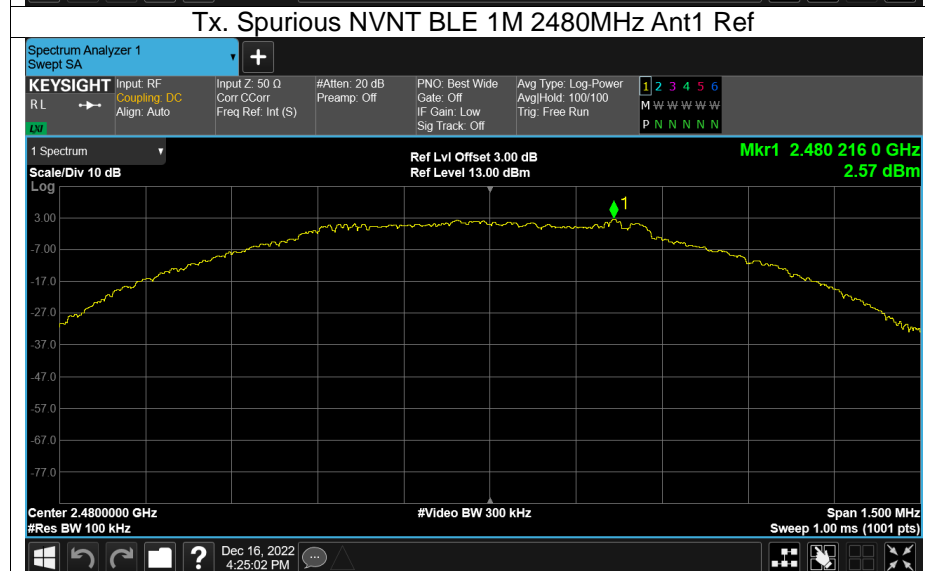 Tx. Spurious NVNT BLE 1M 2480MHz Ant1 Ref
Spectrum Analyzer 1
Swept SA
KEYSIGHT
RL
LXI
Input: RF
Coupling: DC
Align: Auto
Input Z: 50 Ω
Corr CCorr
Freq Ref: Int (S)
#Atten: 20 dB
Preamp: Off
PNO: Best Wide
Gate: Off
IF Gain: Low
Sig Track: Off
Avg Type: Log-Power
Avg|Hold: 100/100
Trig: Free Run
1 2 3 4 5 6
M W W W W W
P N N N N N
1 Spectrum
Scale/Div 10 dB
Ref Lvl Offset 3.00 dB
Ref Level 13.00 dBm
Mkr1 2.480 216 0 GHz
2.57 dBm
Log
1
3.00
-7.00
-17.0
-27.0
-37.0
-47.0
-57.0
-67.0
-77.0
Center 2.4800000 GHz
#Video BW 300 kHz
Span 1.500 MHz
#Res BW 100 kHz
Sweep 1.00 ms (1001 pts)
?
Dec 16, 2022
4:25:02 PM